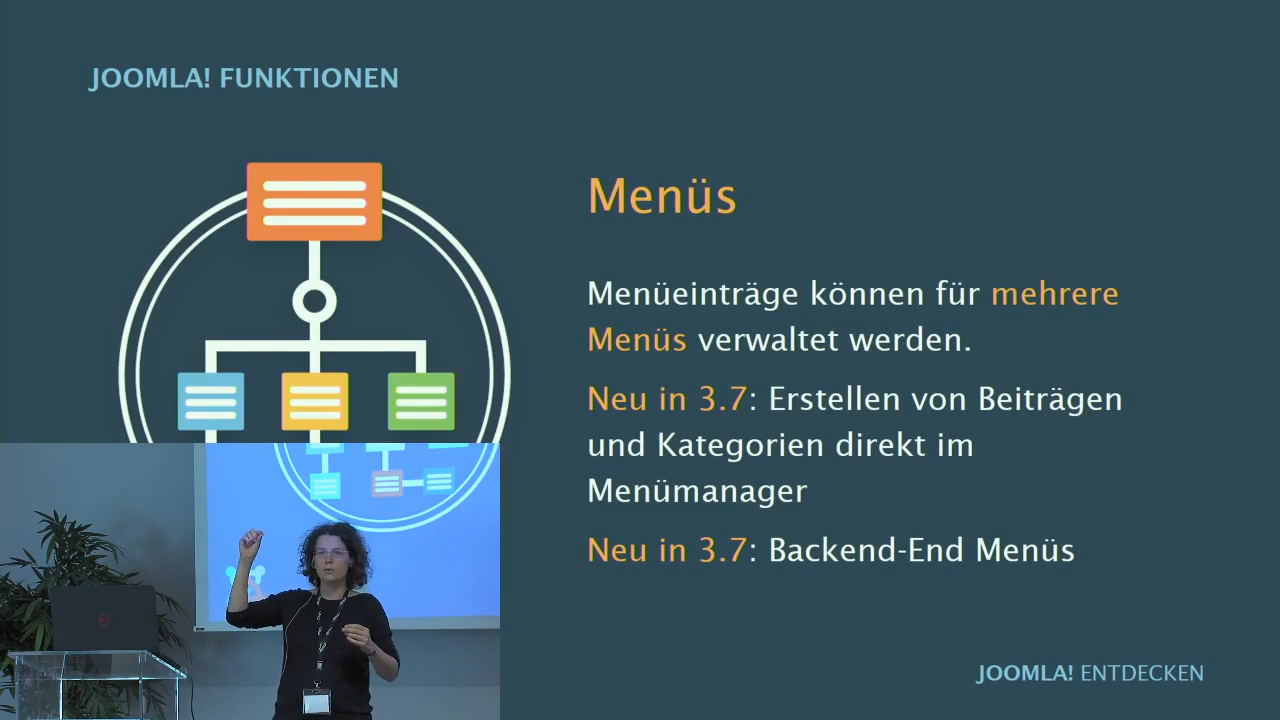 JOOMLA! FUNKTIONEN
Menüs
Menüeinträge können für mehrere
Menüs verwaltet werden.
Neu in 3.7: Erstellen von Beiträgen
und Kategorien direkt im
Menümanager
Neu in 3.7: Backend-End Menüs
JOOMLA! ENTDECKEN